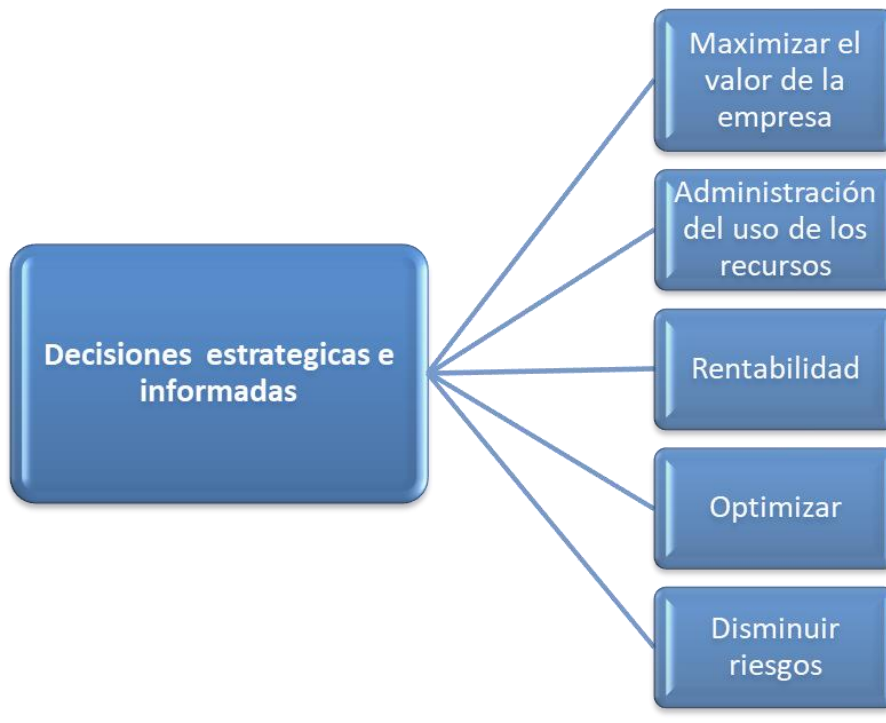 Maximizar el
valor de la
empresa
Administración
del uso de los
recursos
Decisiones estrategicas e
informadas
Rentabilidad
Optimizar
Disminuir
riesgos